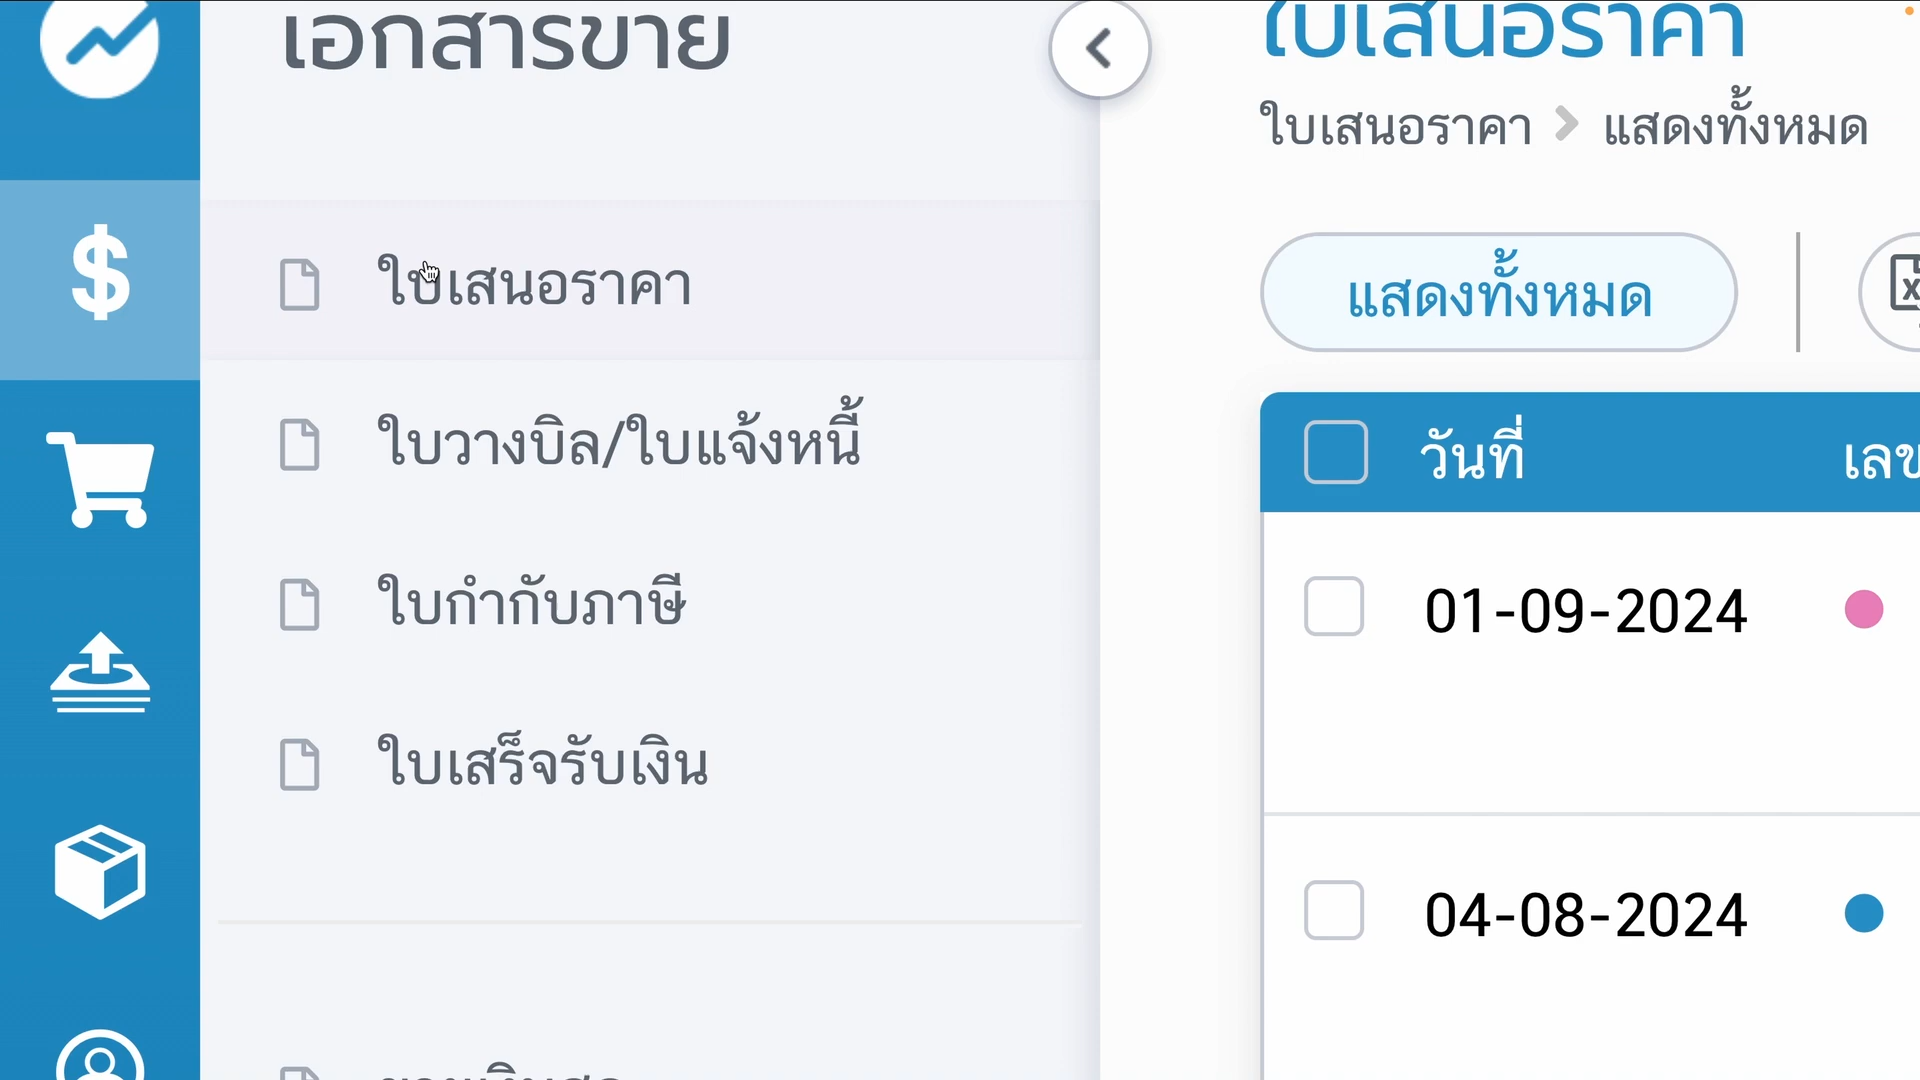 เอกสารขาย
ใบเสนอราคา
ใบวางบิล/ใบแจ้งหนี้
ใบกำกับภาษี
ใบเสร็จรับเงิน
ใบเสนอราคา
ใบเสนอราคา > แสดงทั้งหมด
แสดงทั้งหมด
วันที่
01-09-2024
04-08-2024